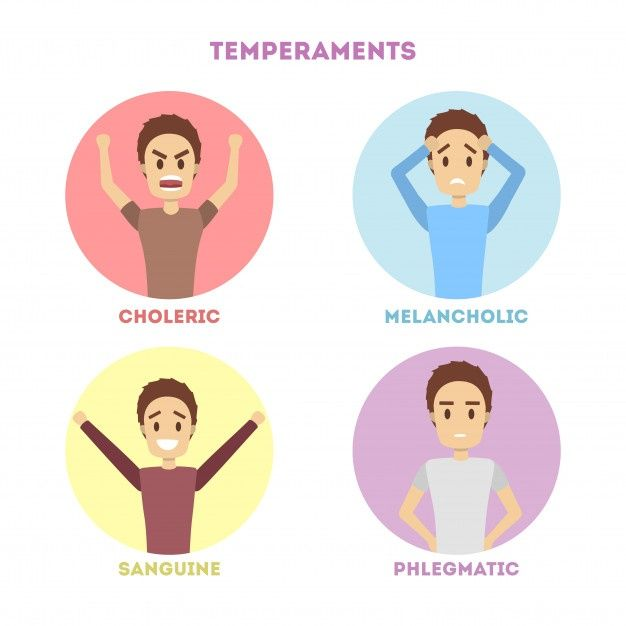 TEMPERAMENTS
CHOLERIC
MELANCHOLIC
SANGUINE
PHLEGMATIC